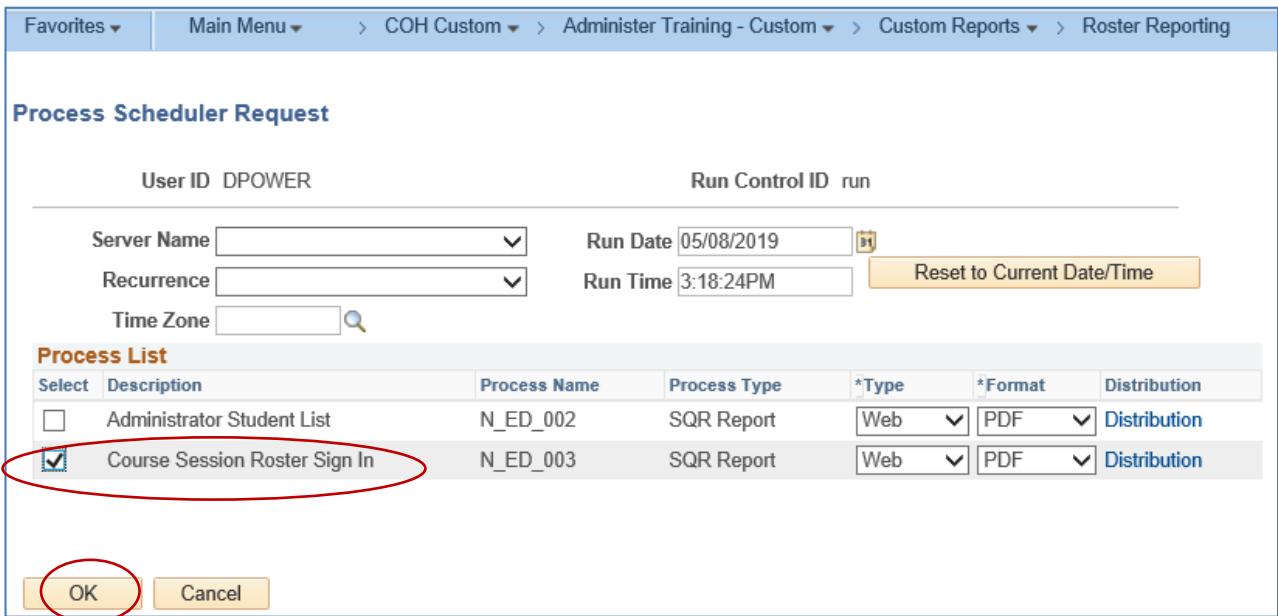 Favorites Main Menu > COH Custom > Administer Training - Custom > Custom Reports > Roster Reporting
Process Scheduler Request
User ID DPOWER Run Control ID run
Server Name Run Date 05/08/2019 31
Recurrence Run Time 3:18:24PM Reset to Current Date/Time
Time Zone
Process List
Select Description Process Name Process Type *Type *Format Distribution
Administrator Student List N_ED_002 SQR Report Web PDF Distribution
Course Session Roster Sign In N_ED_003 SQR Report Web PDF Distribution
OK Cancel